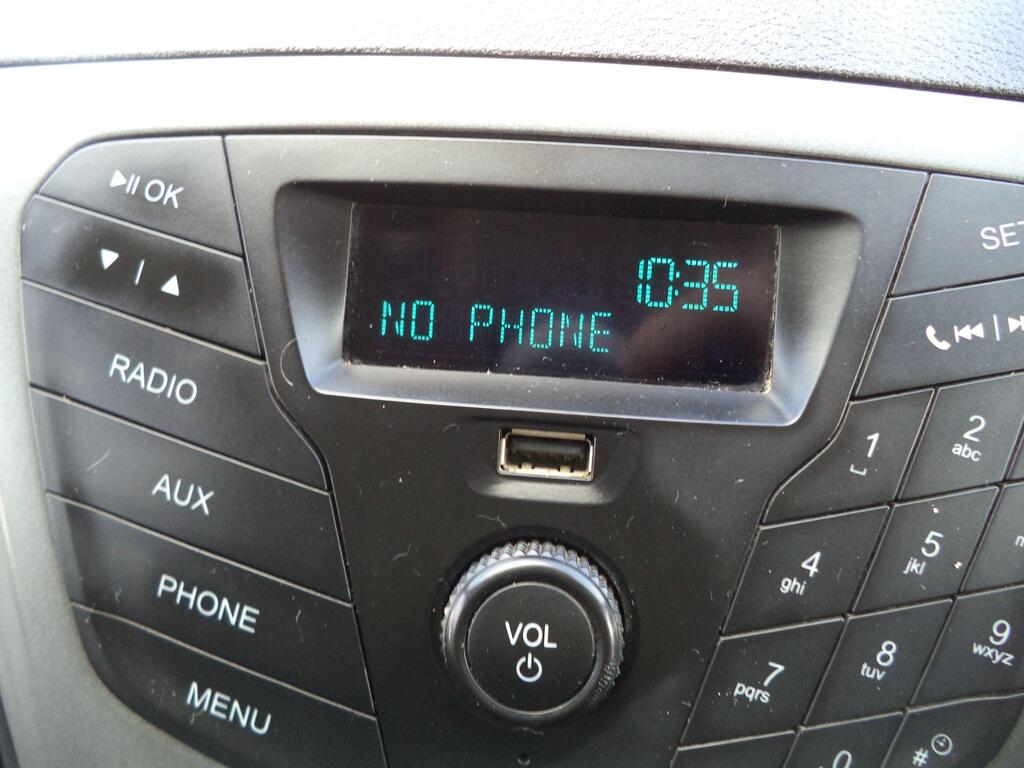 OK
RADIO
AUX
PHONE
MENU
10:35
NO PHONE
VOL
1
2
abc
4
ghi
5
jkl
7
pqrs
8
tuv
9
wxyz
0
#